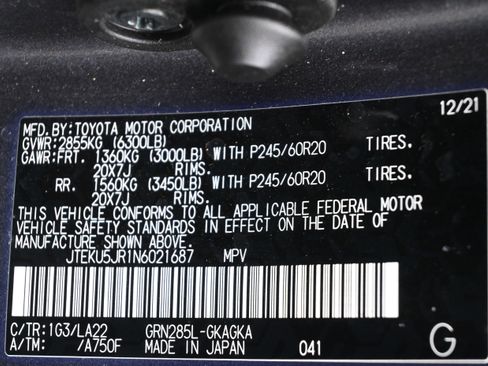 12/21
MFD.BY:TOYOTA MOTOR CORPORATION
GVWR:2855KG (6300LB)
GAWR:FRT. 1360KG (3000LB) WITH P245/60R20 TIRES.
20X7J RIMS.
RR. 1560KG (3450LB) WITH P245/60R20 TIRES.
20X7J RIMS.
THIS VEHICLE CONFORMS TO ALL APPLICABLE FEDERAL MOTOR
VEHICLE SAFETY STANDARDS IN EFFECT ON THE DATE OF
MANUFACTURE SHOWN ABOVE.
JTEKU5JR1N6021687 MPV
C/TR:1G3/LA22 GRN285L-GKAGKA
A/TM: /A750F MADE IN JAPAN 041 G